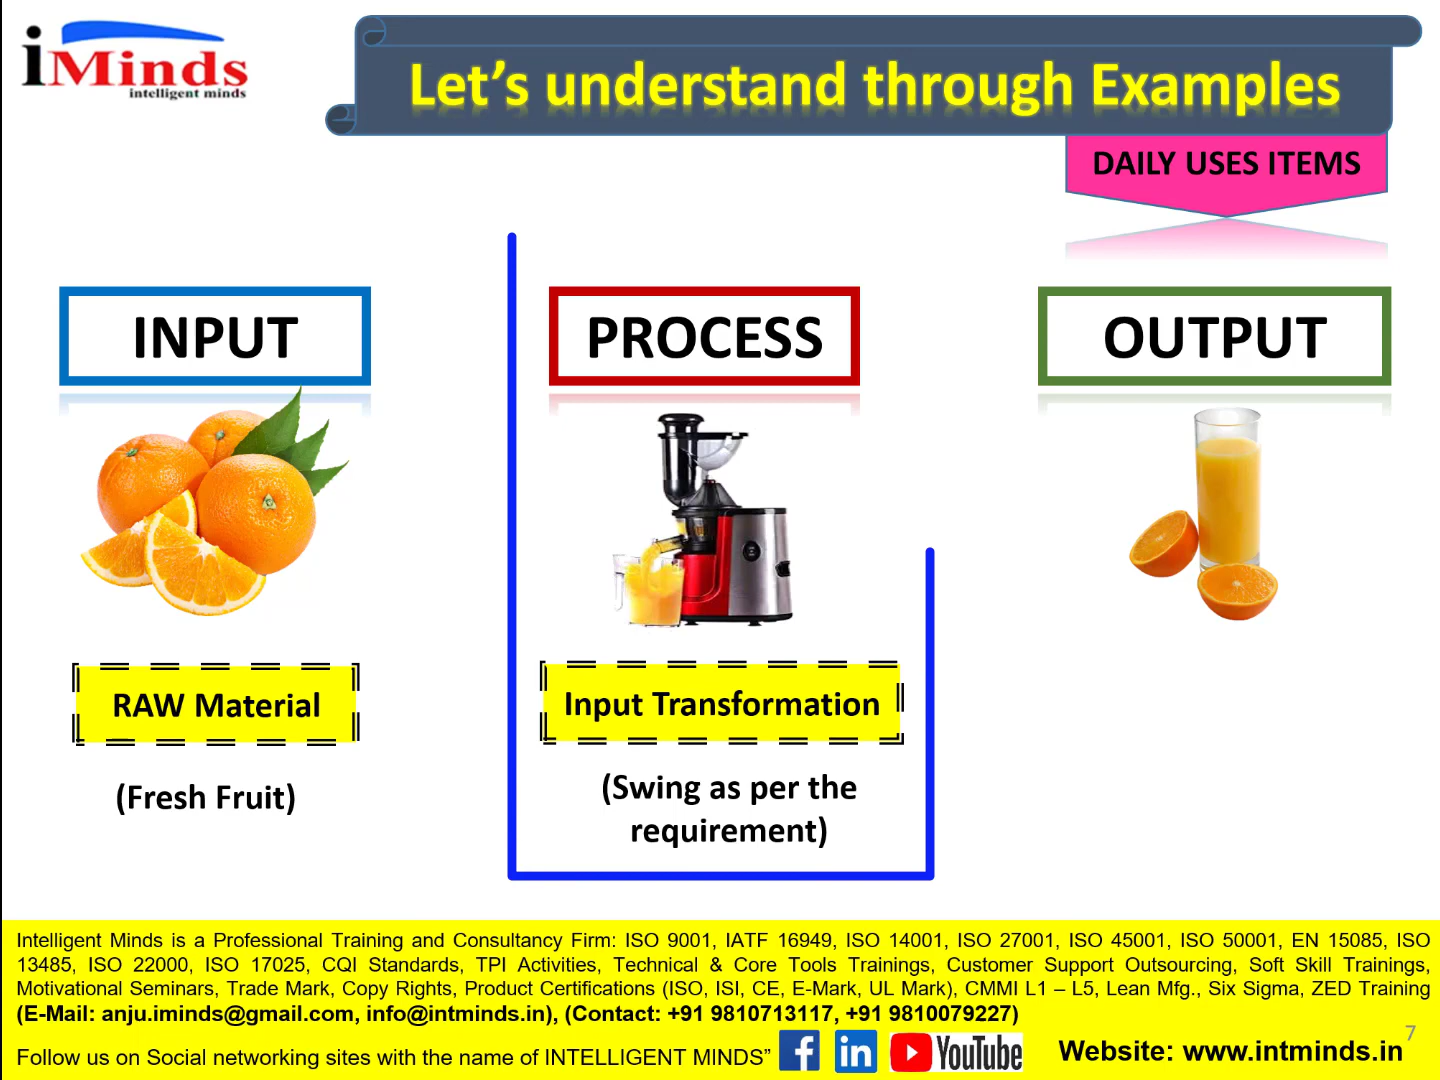 iMinds
intelligent minds
Let's understand through Examples
DAILY USES ITEMS
INPUT
PROCESS
OUTPUT
RAW Material
Input Transformation
(Fresh Fruit)
(Swing as per the
requirement)
Intelligent Minds is a Professional Training and Consultancy Firm: ISO 9001, IATF 16949, ISO 14001, ISO 27001, ISO 45001, ISO 50001, EN 15085, ISO
13485, ISO 22000, ISO 17025, CQI Standards, TPI Activities, Technical & Core Tools Trainings, Customer Support Outsourcing, Soft Skill Trainings,
Motivational Seminars, Trade Mark, Copy Rights, Product Certifications (ISO, ISI, CE, E-Mark, UL Mark), CMMI L1 – L5, Lean Mfg., Six Sigma, ZED Training
(E-Mail: anju.iminds@gmail.com, info@intminds.in), (Contact: +91 9810713117, +91 9810079227)
Follow us on Social networking sites with the name of INTELLIGENT MINDS” f in YouTube Website: www.intminds.in
7